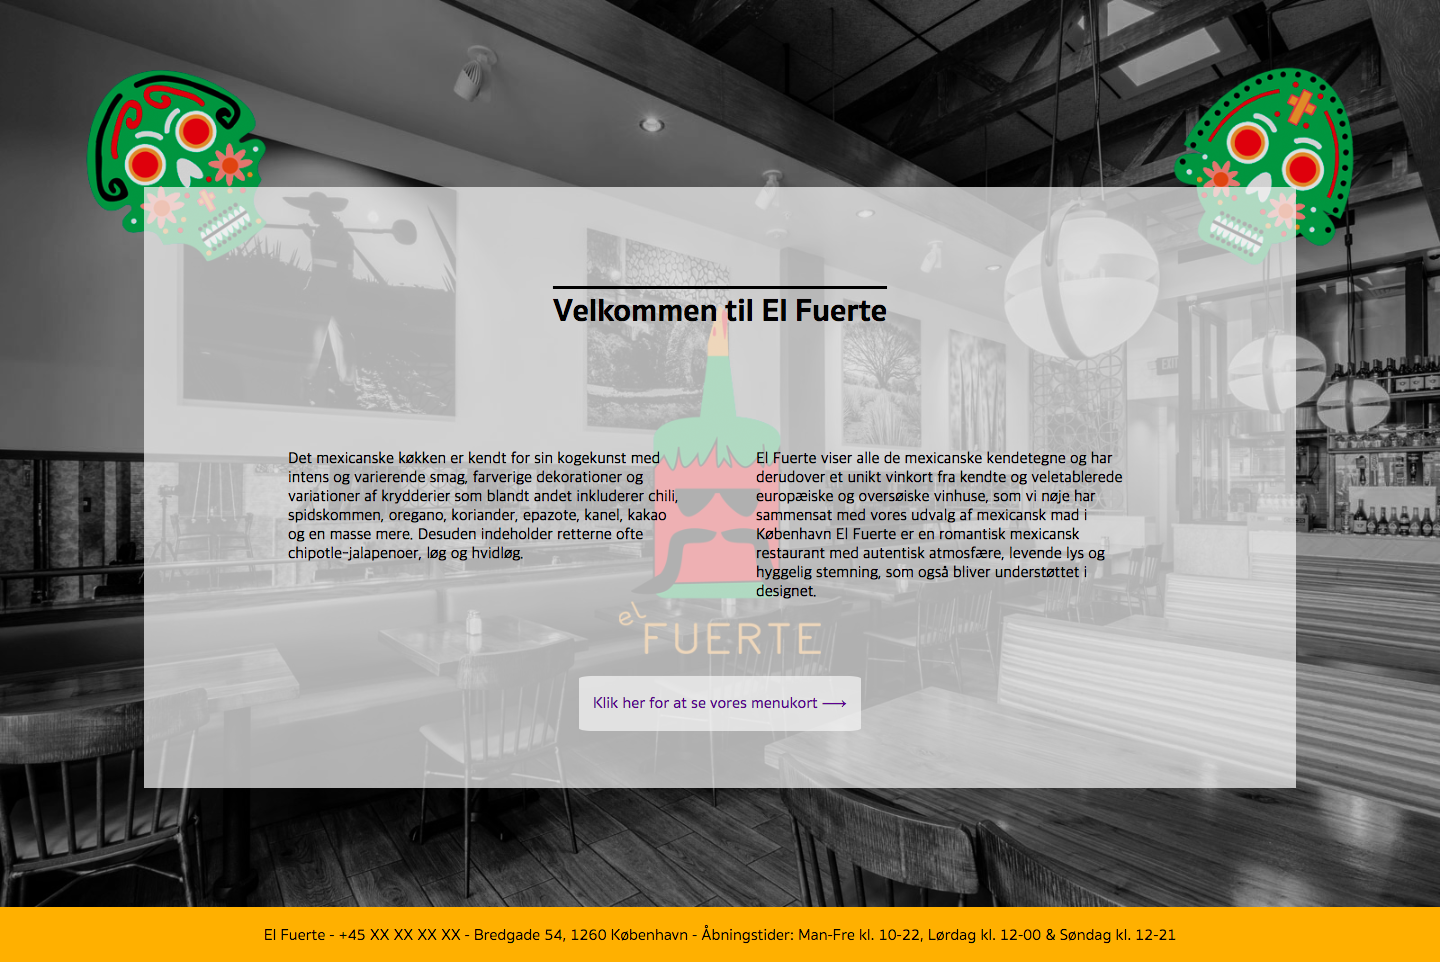 Velkommen til El Fuerte
Det mexicanske køkken er kendt for sin kogekunst med
intens og varierende smag, farverige dekorationer og
variationer af krydderier som blandt andet inkluderer chili,
spidskommen, oregano, koriander, epazote, kanel, kakao
og en masse mere. Desuden indeholder retterne ofte
chipotle-jalapenoer, løg og hvidløg.
El Fuerte viser alle de mexicanske kendetegne og har
derudover et unikt vinkort fra kendte og veletablerede
europæiske og oversøiske vinhuse, som vi nøje har
sammensat med vores udvalg af mexicansk mad i
København El Fuerte er en romantisk mexicansk
restaurant med autentisk atmosfære, levende lys og
hyggelig stemning, som også bliver understøttet i
designet.
el
FUERTE
Klik her for at se vores menukort ⟶
El Fuerte - +45 XX XX XX XX - Bredgade 54, 1260 København - Åbningstider: Man-Fre kl. 10-22, Lørdag kl. 12-00 & Søndag kl. 12-21